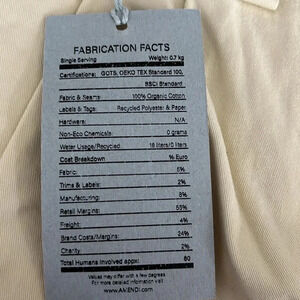 FABRICATION FACTS
Single Serving Weight: 0.7 kg
Certifications: GOTS, OEKO TEX Standard 100,
BSCI Standard
Fabric & Seams: 100% Organic Cotton
Labels & Tags: Recycled Polyester & Paper
Hardware: N/A
Non-Eco Chemicals: 0 grams
Water Usage/Recycled: 16 liters/0 liters
Cost Breakdown % Euro
Fabric: 5%
Trims & Labels: 2%
Manufacturing: 8%
Retail Margins: 55%
Freight: 4%
Brand Costs/Margins: 24%
Charity: 2%
Total Humans Involved appx: 80
Values may differ with a few degrees.
For more detailed information visit
www.AMENDI.com